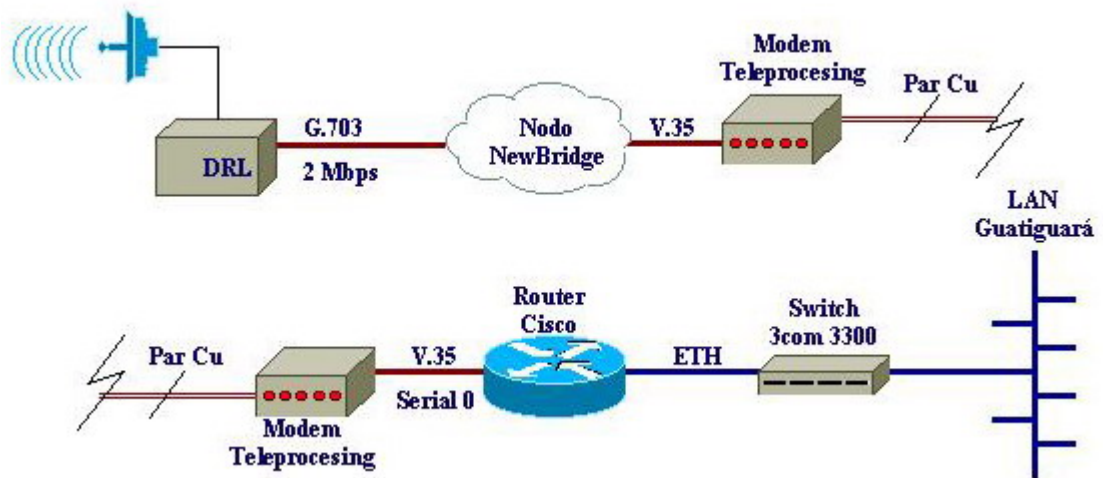 Modem
Teleprocesing
Par Cu
G.703
Nodo
NewBridge
V.35
DRL
2 Mbps
LAN
Guatiguará
Router
Cisco
Switch
3com 3300
Par Cu
V.35
ETH
Serial 0
Modem
Teleprocesing